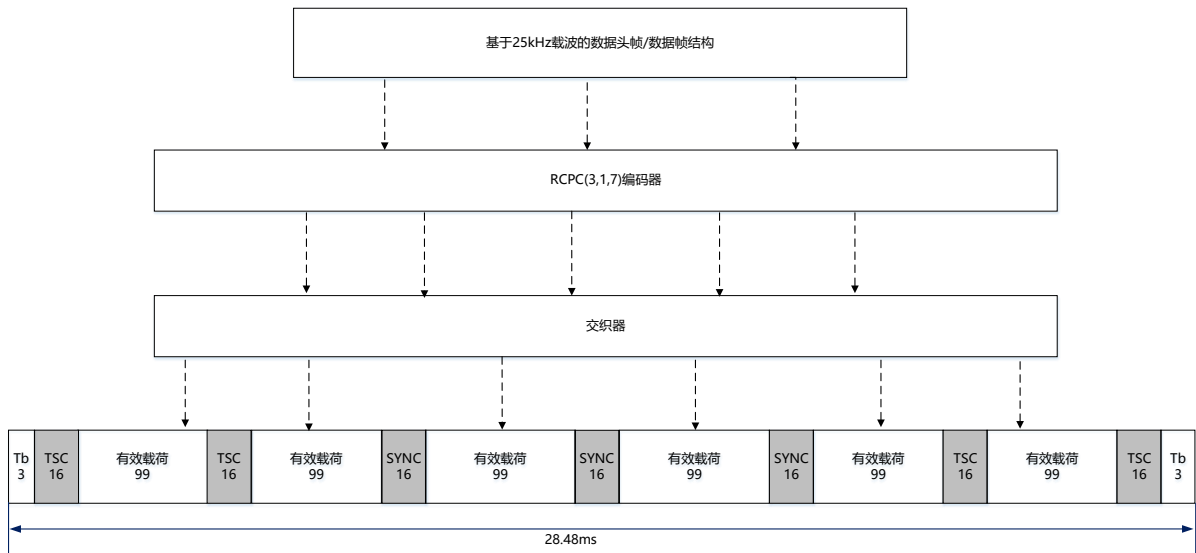 基于25kHz载波的数据头帧/数据帧结构
RCPC(3,1,7)编码器
交织器
Tb TSC 有效载荷 TSC 有效载荷 SYNC 有效载荷 SYNC 有效载荷 SYNC 有效载荷 TSC 有效载荷 TSC Tb
3 16 99 16 99 16 99 16 99 16 99 16 99 16 3
28.48ms